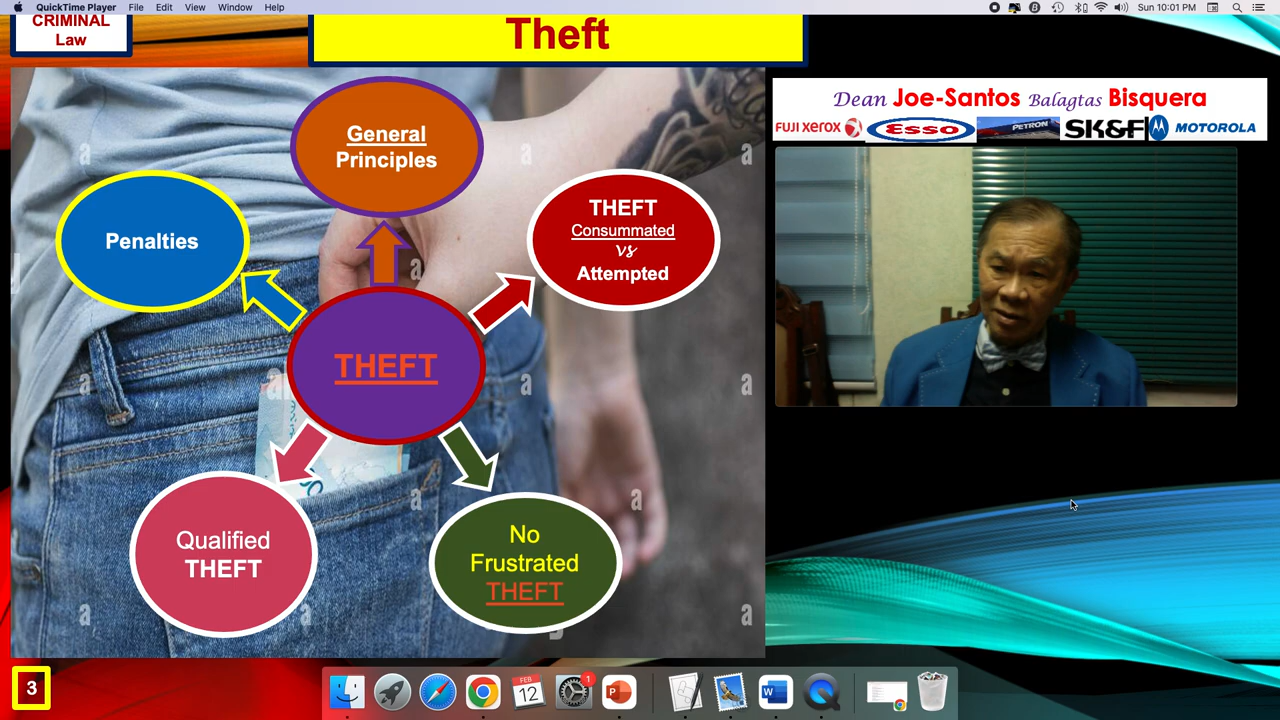 QuickTime Player File Edit View Window Help
Sun 10:01 PM
CRIMINAL
Law
Theft
Dean Joe-Santos Balagtas Bisquera
FUJI XEROX
Esso
PETRON
SK&F
MOTOROLA
General
Principles
Penalties
THEFT
Consummated
vs
Attempted
THEFT
Qualified
THEFT
No
Frustrated
THEFT
a
a
a
a
a
a
a
a
a
a
a
a
a
3
FEB
12
1
P
W